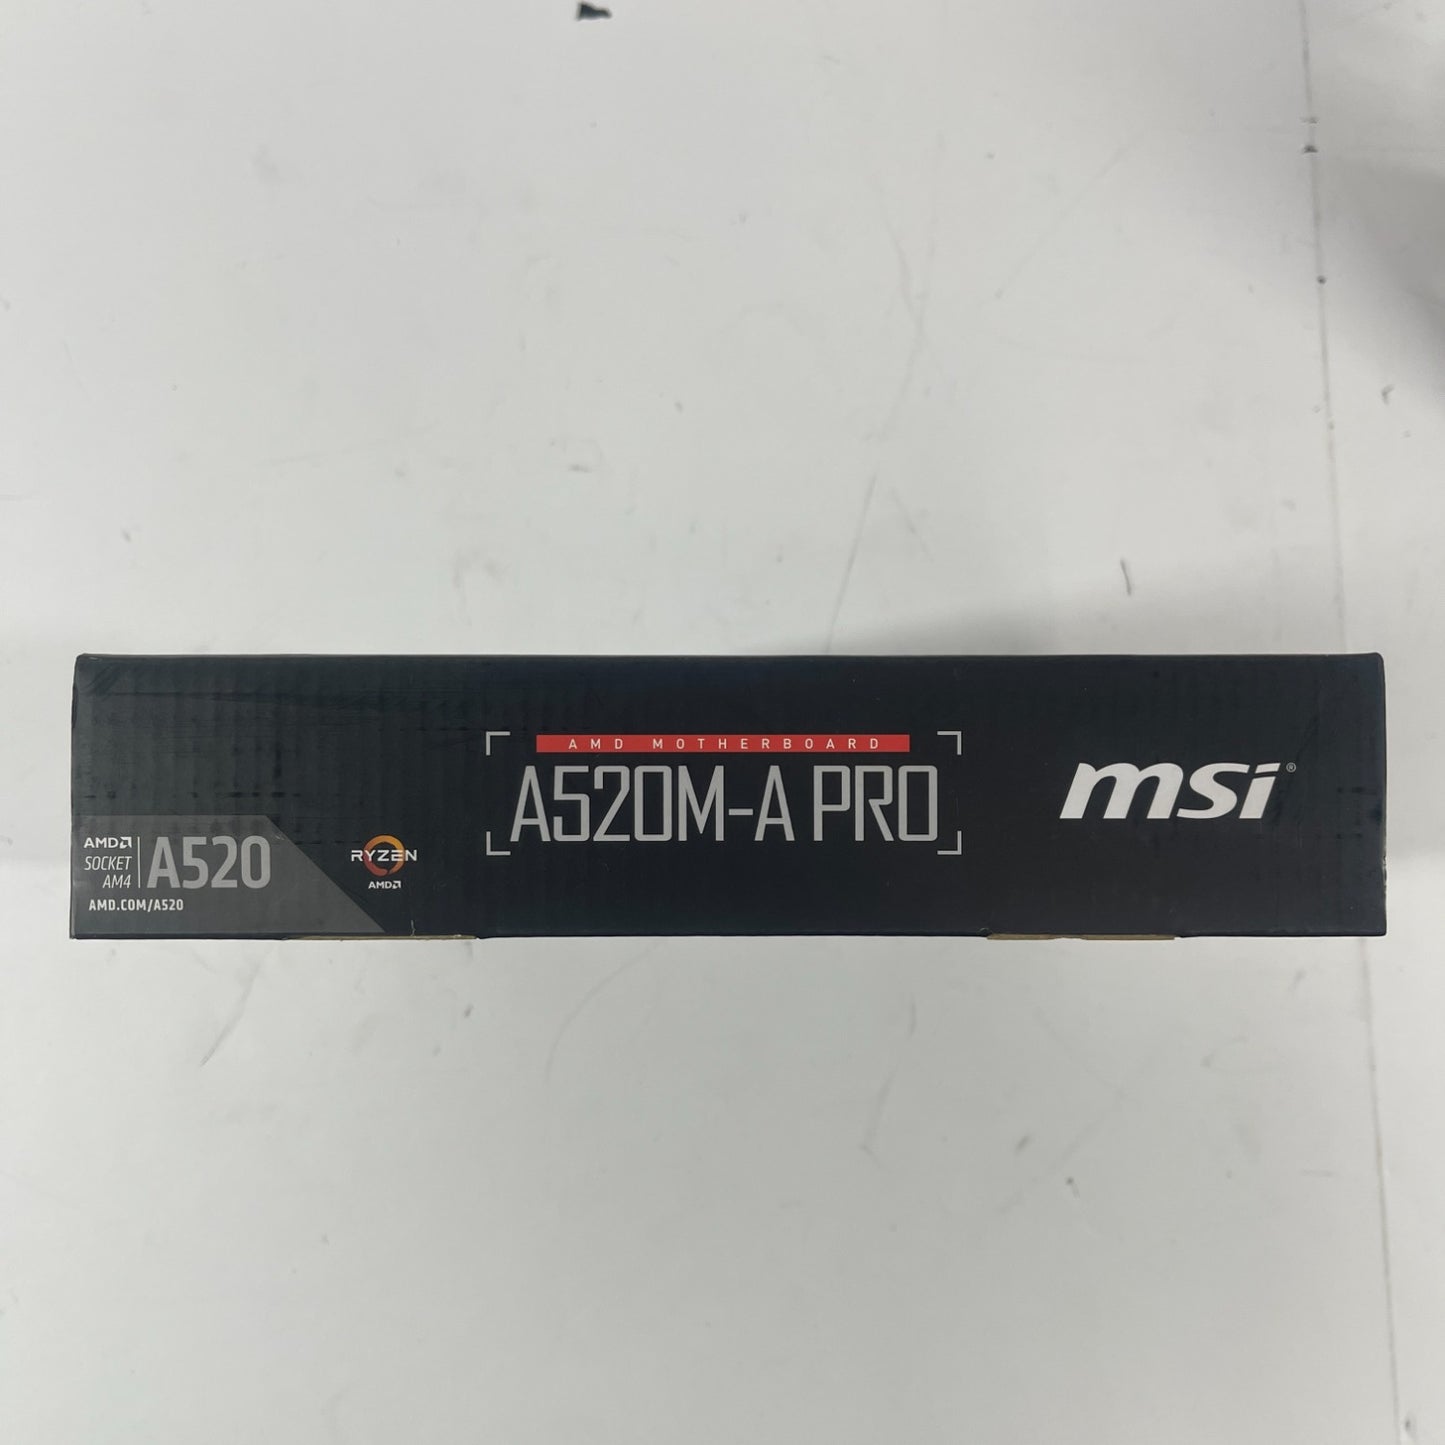 AMD MOTHERBOARD
A520M-A PRO
msi®
AMD
SOCKET
AM4
A520
AMD.COM/A520
RYZEN
AMD